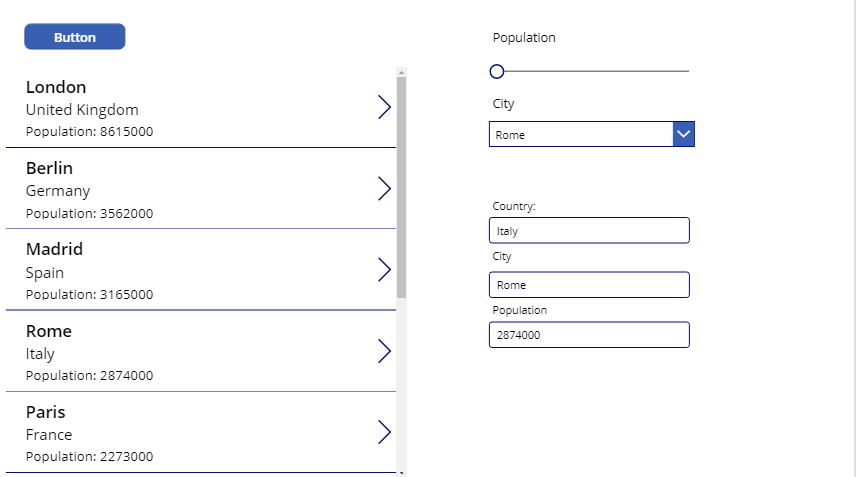 Button
London
United Kingdom
Population: 8615000
Berlin
Germany
Population: 3562000
Madrid
Spain
Population: 3165000
Rome
Italy
Population: 2874000
Paris
France
Population: 2273000
Population
City
Rome
Country:
Italy
City
Rome
Population
2874000